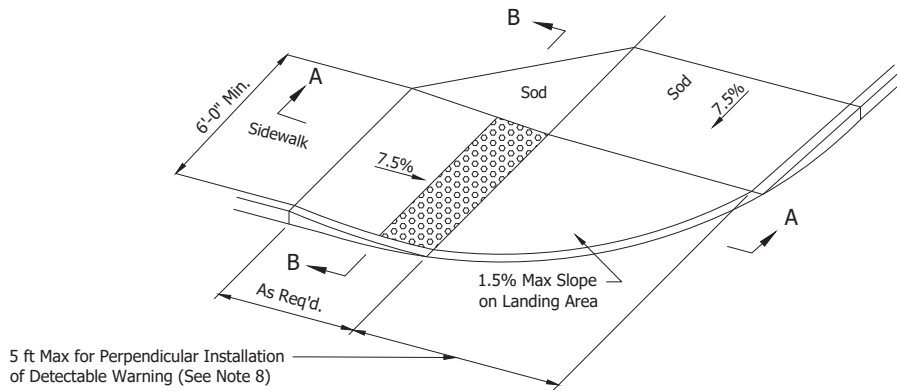 B
A
6'-0" Min.
Sidewalk
Sod
Sod
7.5%
7.5%
A
B
1.5% Max Slope
on Landing Area
As Req'd.
5 ft Max for Perpendicular Installation
of Detectable Warning (See Note 8)